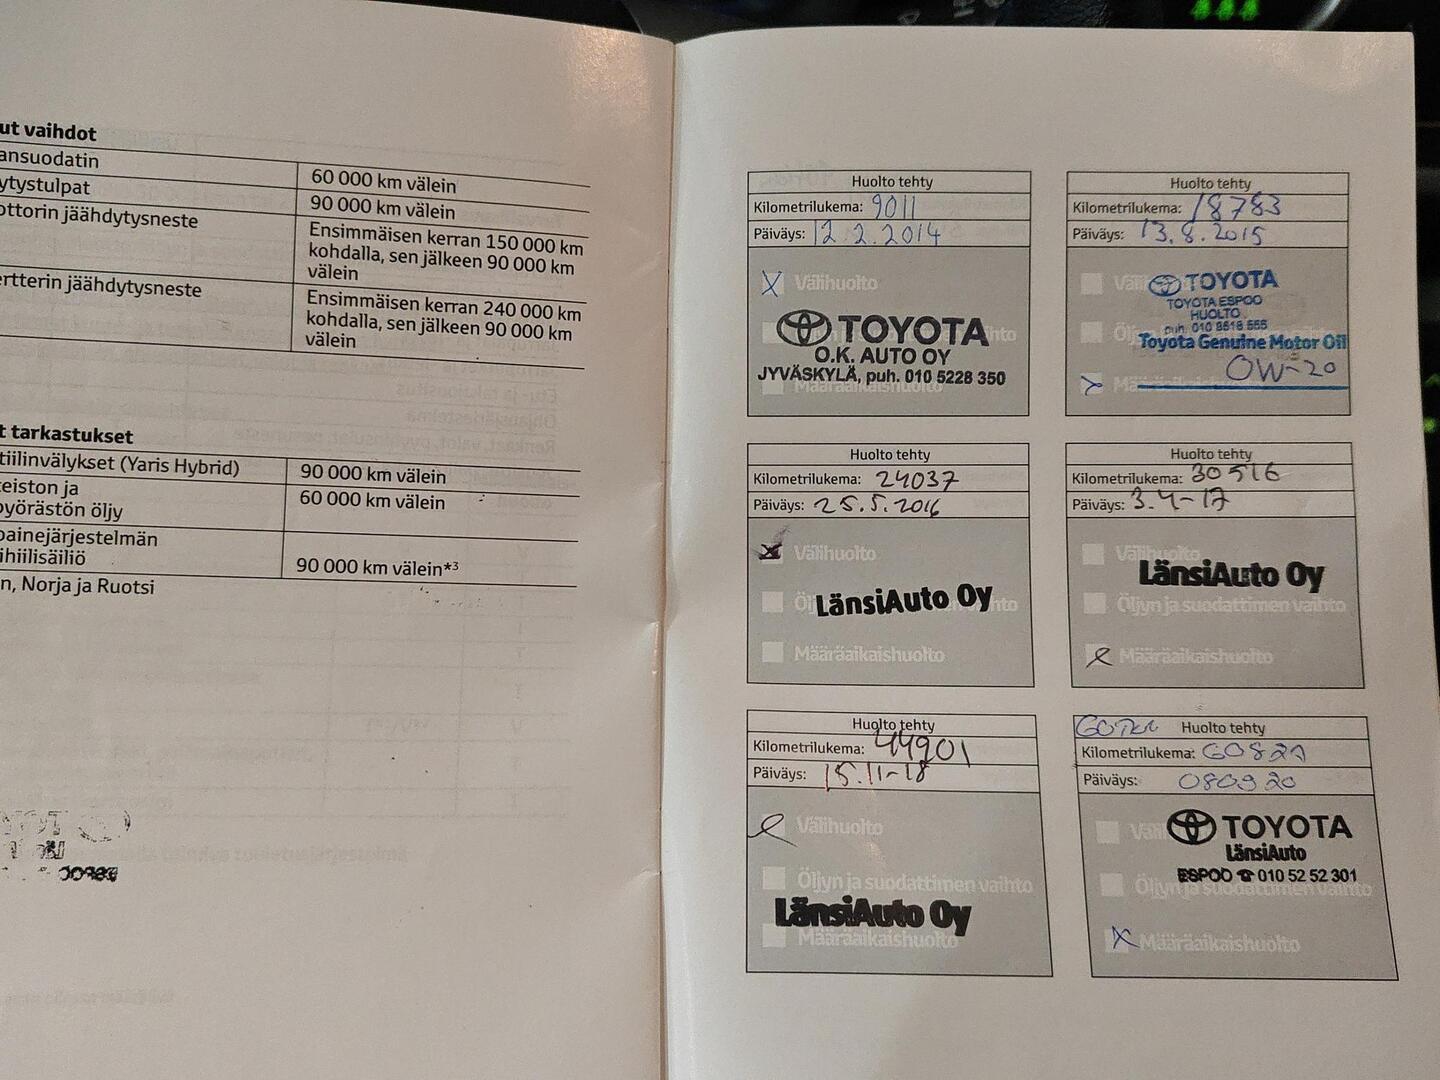 ut vaihdot
ansuodatin
60 000 km välein
ytystulpat
90 000 km välein
ottorin jäähdytysneste
Ensimmäisen kerran 150 000 km
kohdalla, sen jälkeen 90 000 km
välein
ertterin jäähdytysneste
Ensimmäisen kerran 240 000 km
kohdalla, sen jälkeen 90 000 km
välein
t tarkastukset
tiilinvälykset (Yaris Hybrid)
90 000 km välein
eiston ja
yörästön öljy
60 000 km välein
painejärjestelmän
ihiilisäiliö
90 000 km välein*3
n, Norja ja Ruotsi
Huolto tehty
Kilometrilukema: 9011
Päiväys: 12.2.2014
X Välihuolto
TOYOTA
O.K. AUTO OY
JYVÄSKYLÄ, puh. 010 5228 350
Määräaikaishuolto
Huolto tehty
Kilometrilukema: 18783
Päiväys: 13.8.2015
TOYOTA
TOYOTA ESPOO
HUOLTO
puh. 010 8518 555
Toyota Genuine Motor Oil
0W-20
Huolto tehty
Kilometrilukema: 24037
Päiväys: 25.5.2016
X Välihuolto
LänsiAuto Oy
Määräaikaishuolto
Huolto tehty
Kilometrilukema: 30516
Päiväys: 3.4-17
Välihuolto
LänsiAuto Oy
Öljyn ja suodattimen vaihto
Määräaikaishuolto
Huolto tehty
Kilometrilukema: 44901
Päiväys: 15.11-18
Välihuolto
Öljyn ja suodattimen vaihto
LänsiAuto Oy
Määräaikaishuolto
Huolto tehty
Kilometrilukema: 60821
Päiväys: 080920
TOYOTA
LänsiAuto
ESPOO ☎ 010 52 52 301
Öljyn ja suodattimen vaihto
X Määräaikaishuolto